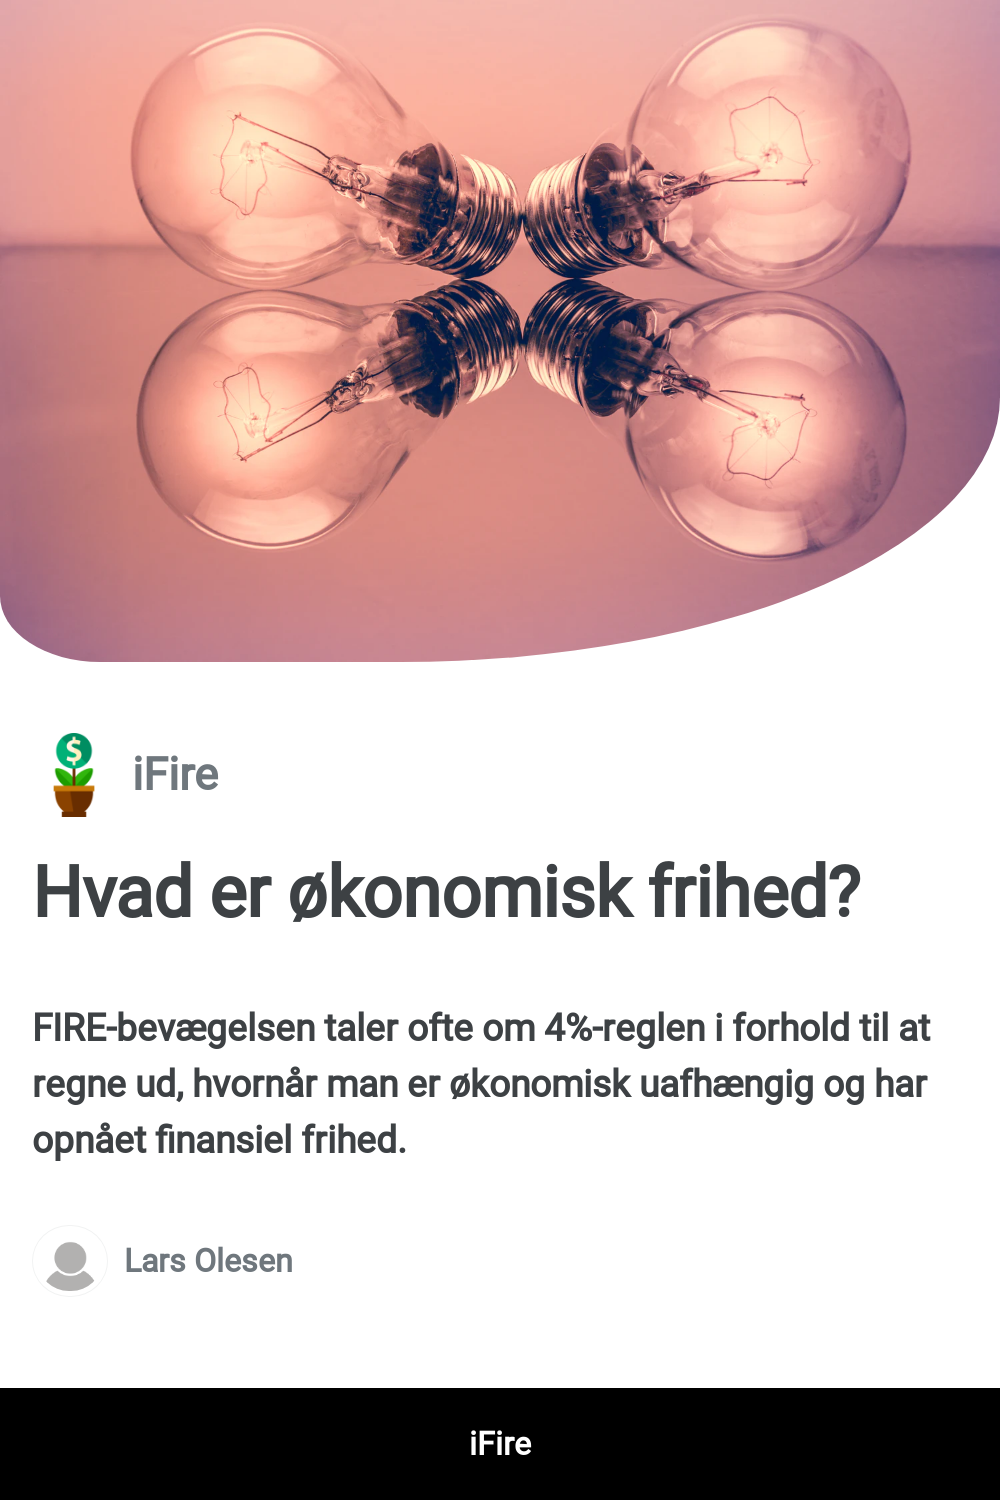 $
iFire
Hvad er økonomisk frihed?
FIRE-bevægelsen taler ofte om 4%-reglen i forhold til at
regne ud, hvornår man er økonomisk uafhængig og har
opnået finansiel frihed.
Lars Olesen
iFire